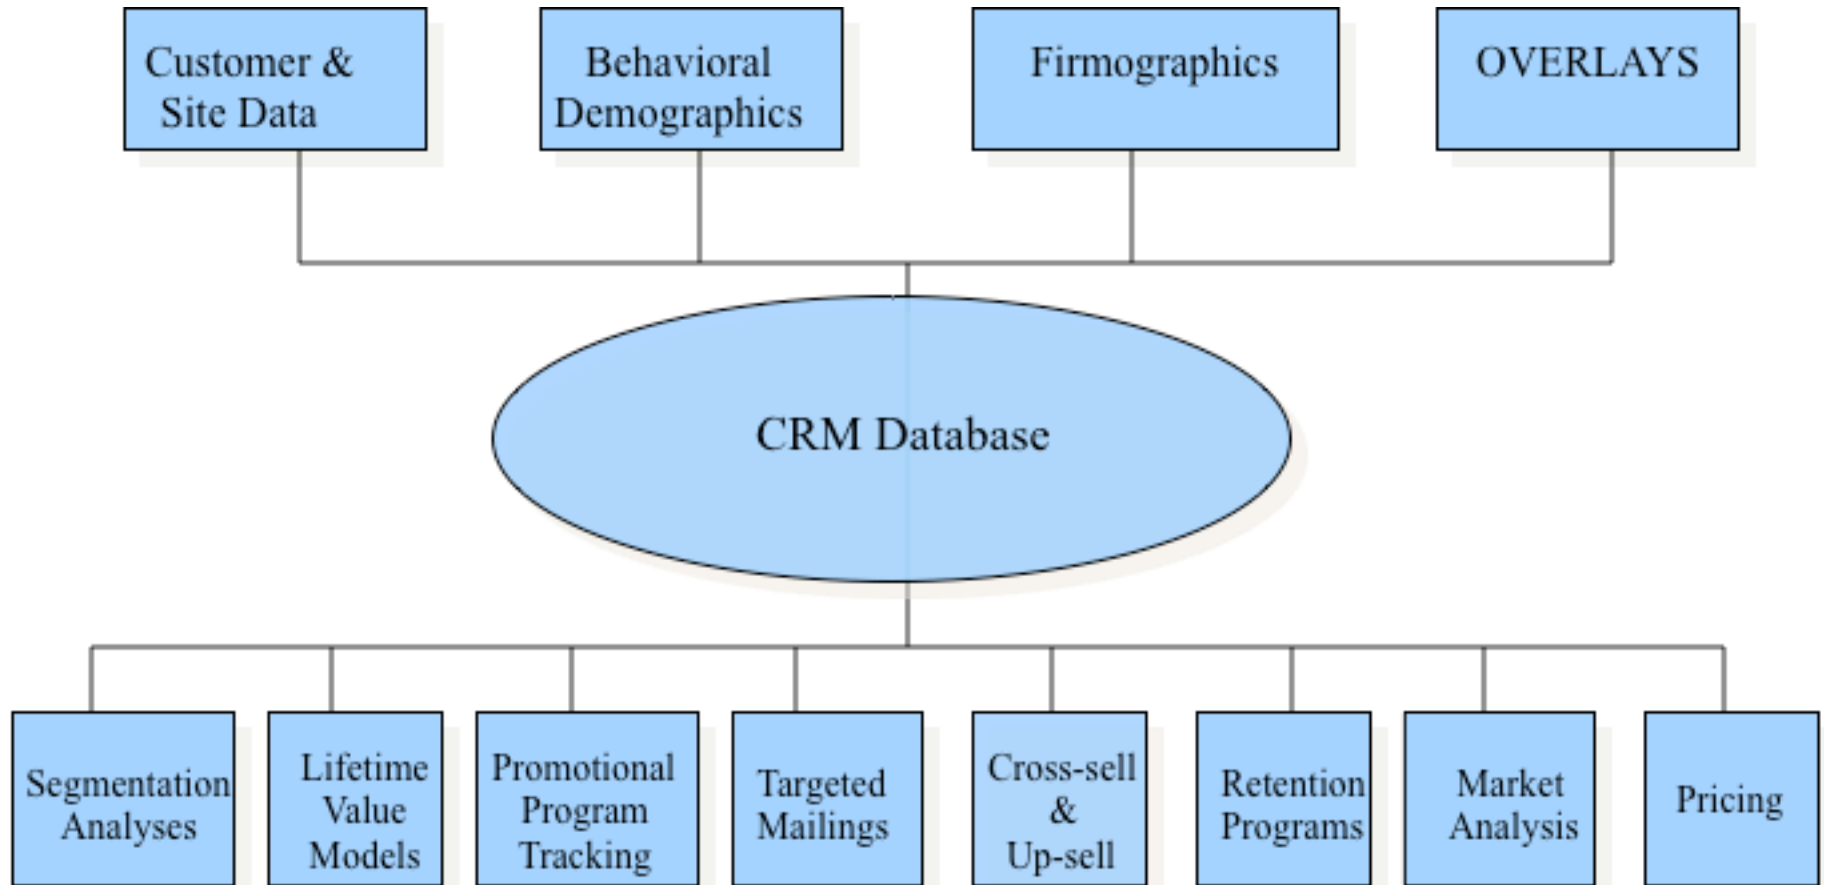 Customer &
Site Data
Behavioral
Demographics
Firmographics
OVERLAYS
CRM Database
Segmentation
Analyses
Lifetime
Value
Models
Promotional
Program
Tracking
Targeted
Mailings
Cross-sell
&
Up-sell
Retention
Programs
Market
Analysis
Pricing